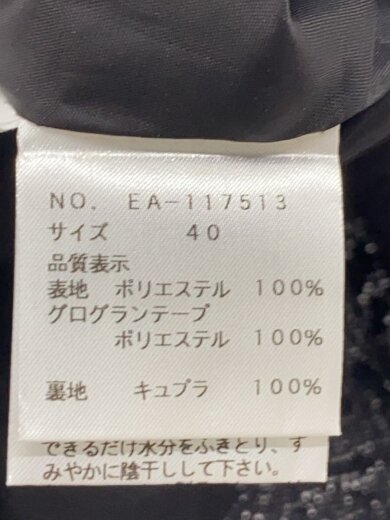 NO. EA-117513
サイズ 40
品質表示
表地 ポリエステル 100%
グログランテープ
ポリエステル 100%
裏地 キュプラ 100%
できるだけ水分をふきとり、す
みやかに陰干しして下さい。